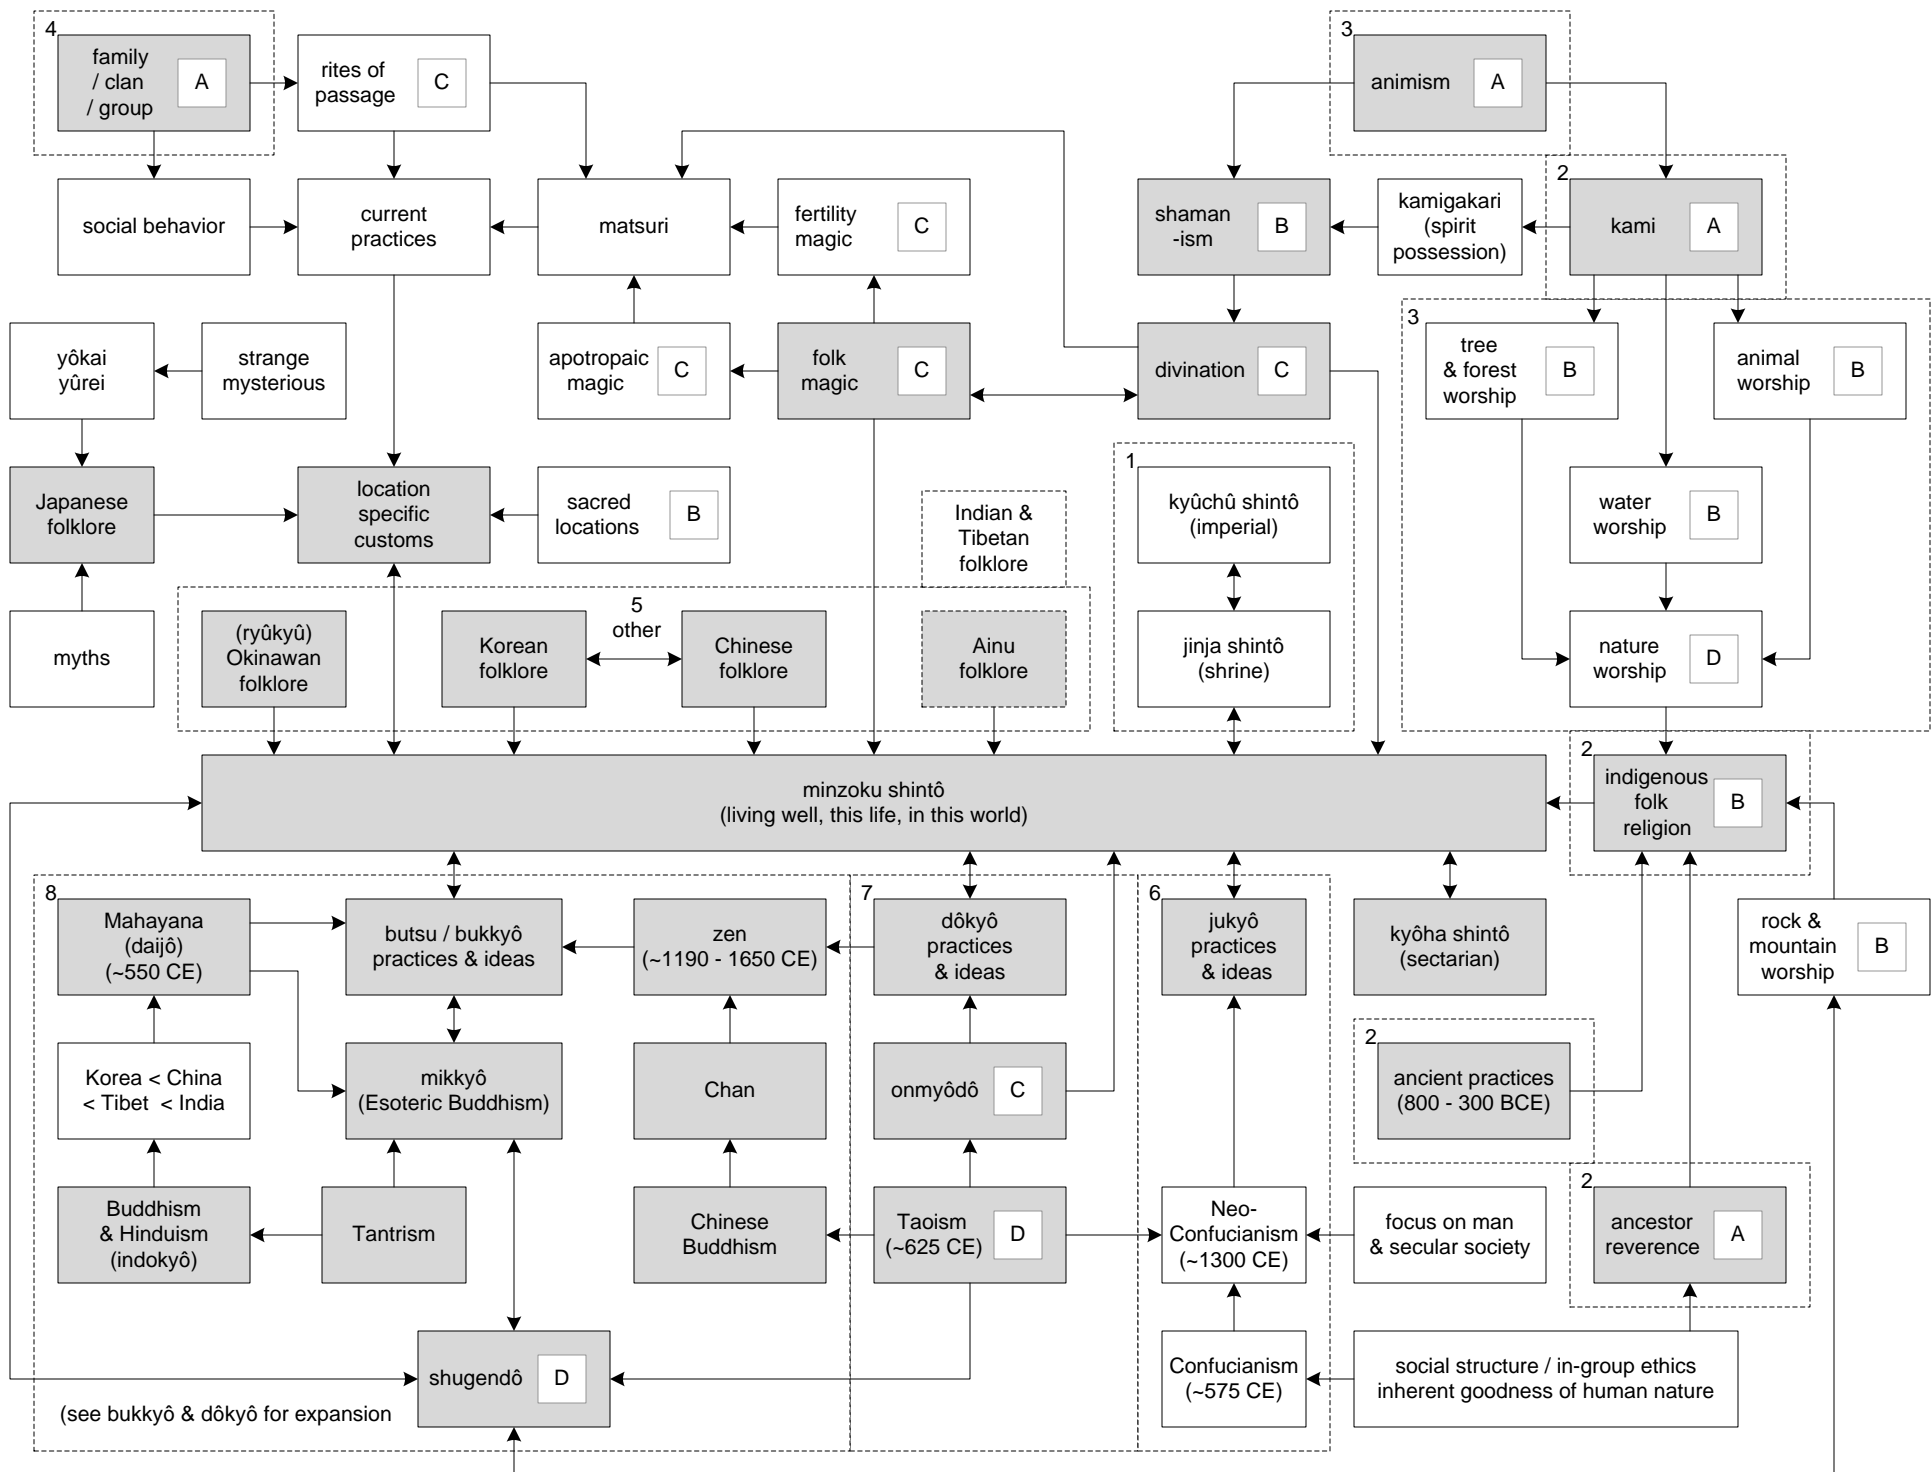 4
family
/ clan
/ group
A
rites of
passage
C
3
animism
A
social behavior
current
practices
matsuri
fertility
magic
C
shaman
-ism
B
kamigakari
(spirit
possession)
2
kami
A
yôkai
yûrei
strange
mysterious
apotropaic
magic
C
folk
magic
C
divination
C
3
tree
& forest
worship
B
animal
worship
B
Japanese
folklore
location
specific
customs
sacred
locations
B
Indian &
Tibetan
folklore
1
kyûchû shintô
(imperial)
water
worship
B
myths
(ryûkyû)
Okinawan
folklore
Korean
folklore
5
other
Chinese
folklore
Ainu
folklore
jinja shintô
(shrine)
nature
worship
D
minzoku shintô
(living well, this life, in this world)
2
indigenous
folk
religion
B
8
Mahayana
(daijô)
(~550 CE)
butsu / bukkyô
practices & ideas
zen
(~1190 - 1650 CE)
7
dôkyô
practices
& ideas
6
jukyô
practices
& ideas
kyôha shintô
(sectarian)
rock &
mountain
worship
B
Korea < China
< Tibet < India
mikkyô
(Esoteric Buddhism)
Chan
onmyôdô
C
2
ancient practices
(800 - 300 BCE)
Buddhism
& Hinduism
(indokyô)
Tantrism
Chinese
Buddhism
Taoism
(~625 CE)
D
Neo-
Confucianism
(~1300 CE)
focus on man
& secular society
2
ancestor
reverence
A
shugendô
D
Confucianism
(~575 CE)
social structure / in-group ethics
inherent goodness of human nature
(see bukkyô & dôkyô for expansion